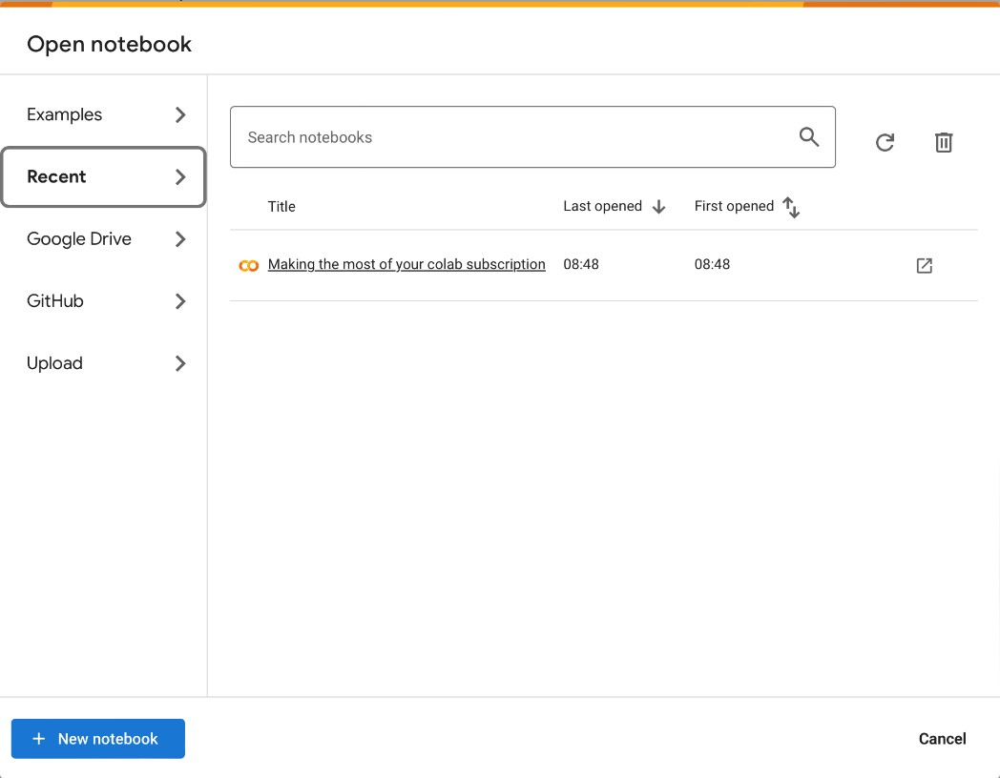 Open notebook
Examples
Recent
Google Drive
GitHub
Upload
Search notebooks
Title Last opened First opened
Making the most of your colab subscription 08:48 08:48
+ New notebook
Cancel